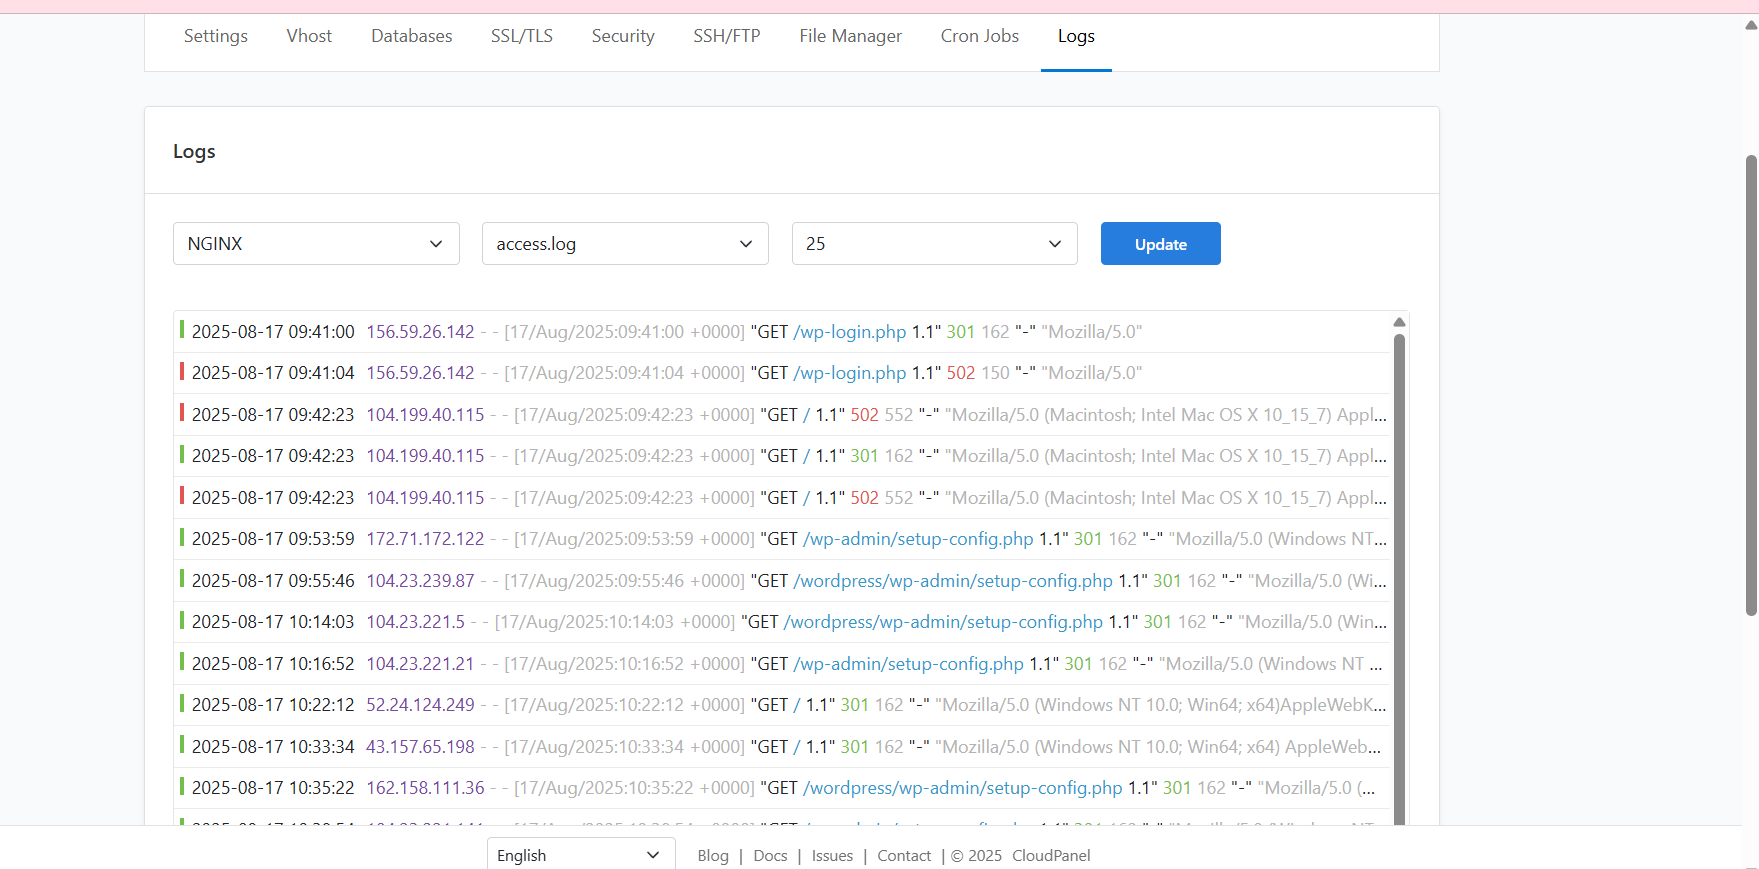 Settings Vhost Databases SSL/TLS Security SSH/FTP File Manager Cron Jobs Logs
Logs
NGINX access.log 25 Update
2025-08-17 09:41:00 156.59.26.142 - - [17/Aug/2025:09:41:00 +0000] "GET /wp-login.php 1.1" 301 162 "-" "Mozilla/5.0"
2025-08-17 09:41:04 156.59.26.142 - - [17/Aug/2025:09:41:04 +0000] "GET /wp-login.php 1.1" 502 150 "-" "Mozilla/5.0"
2025-08-17 09:42:23 104.199.40.115 - - [17/Aug/2025:09:42:23 +0000] "GET / 1.1" 502 552 "-" "Mozilla/5.0 (Macintosh; Intel Mac OS X 10_15_7) Appl...
2025-08-17 09:42:23 104.199.40.115 - - [17/Aug/2025:09:42:23 +0000] "GET / 1.1" 301 162 "-" "Mozilla/5.0 (Macintosh; Intel Mac OS X 10_15_7) Appl...
2025-08-17 09:42:23 104.199.40.115 - - [17/Aug/2025:09:42:23 +0000] "GET / 1.1" 502 552 "-" "Mozilla/5.0 (Macintosh; Intel Mac OS X 10_15_7) Appl...
2025-08-17 09:53:59 172.71.172.122 - - [17/Aug/2025:09:53:59 +0000] "GET /wp-admin/setup-config.php 1.1" 301 162 "-" "Mozilla/5.0 (Windows NT...
2025-08-17 09:55:46 104.23.239.87 - - [17/Aug/2025:09:55:46 +0000] "GET /wordpress/wp-admin/setup-config.php 1.1" 301 162 "-" "Mozilla/5.0 (Wi...
2025-08-17 10:14:03 104.23.221.5 - - [17/Aug/2025:10:14:03 +0000] "GET /wordpress/wp-admin/setup-config.php 1.1" 301 162 "-" "Mozilla/5.0 (Win...
2025-08-17 10:16:52 104.23.221.21 - - [17/Aug/2025:10:16:52 +0000] "GET /wp-admin/setup-config.php 1.1" 301 162 "-" "Mozilla/5.0 (Windows NT ...
2025-08-17 10:22:12 52.24.124.249 - - [17/Aug/2025:10:22:12 +0000] "GET / 1.1" 301 162 "-" "Mozilla/5.0 (Windows NT 10.0; Win64; x64)AppleWebK...
2025-08-17 10:33:34 43.157.65.198 - - [17/Aug/2025:10:33:34 +0000] "GET / 1.1" 301 162 "-" "Mozilla/5.0 (Windows NT 10.0; Win64; x64) AppleWeb...
2025-08-17 10:35:22 162.158.111.36 - - [17/Aug/2025:10:35:22 +0000] "GET /wordpress/wp-admin/setup-config.php 1.1" 301 162 "-" "Mozilla/5.0 (...
English Blog | Docs | Issues | Contact | © 2025 CloudPanel